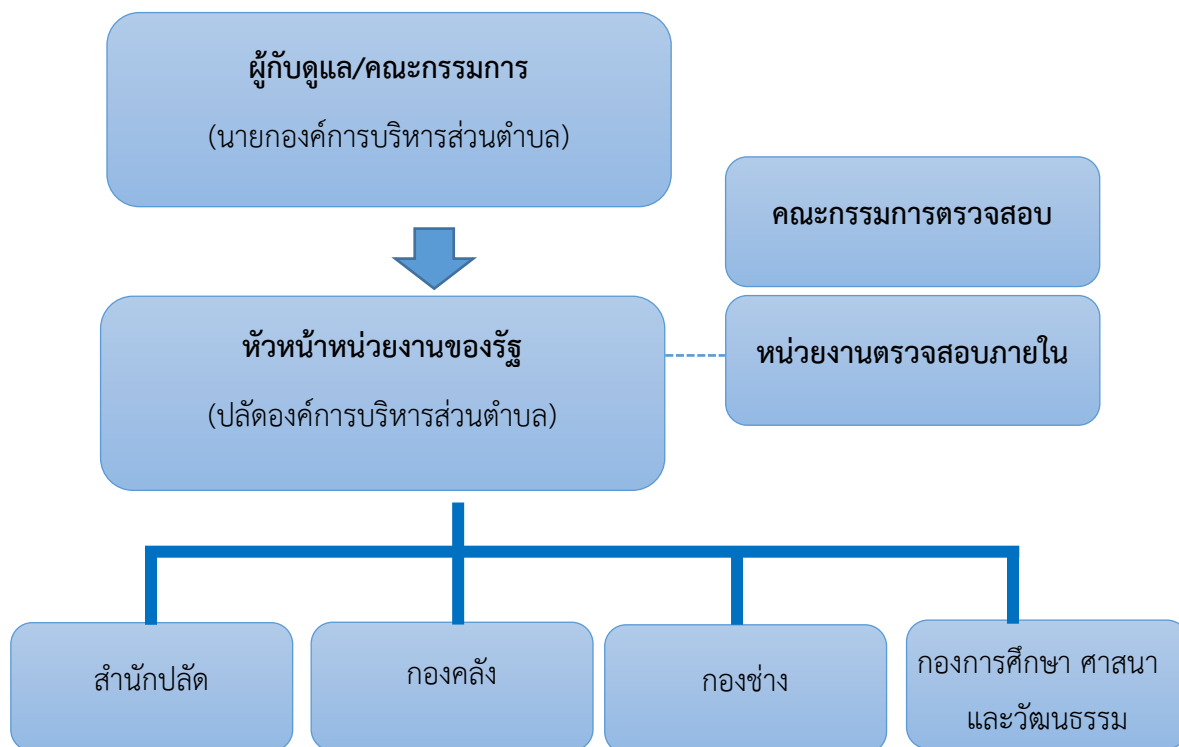 ผู้กับดูแล/คณะกรรมการ
(นายกองค์การบริหารส่วนตำบล)
คณะกรรมการตรวจสอบ
หัวหน้าหน่วยงานของรัฐ
(ปลัดองค์การบริหารส่วนตำบล)
หน่วยงานตรวจสอบภายใน
สำนักปลัด
กองคลัง
กองช่าง
กองการศึกษา ศาสนา
และวัฒนธรรม